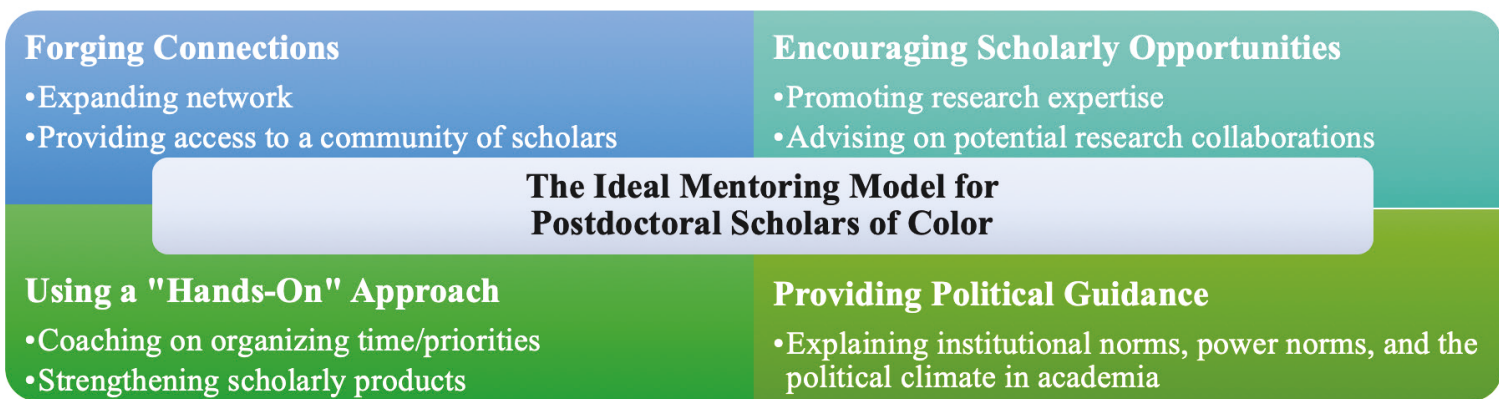 Forging Connections
•Expanding network
•Providing access to a community of scholars
Encouraging Scholarly Opportunities
•Promoting research expertise
•Advising on potential research collaborations
The Ideal Mentoring Model for
Postdoctoral Scholars of Color
Using a "Hands-On" Approach
•Coaching on organizing time/priorities
•Strengthening scholarly products
Providing Political Guidance
•Explaining institutional norms, power norms, and the
political climate in academia